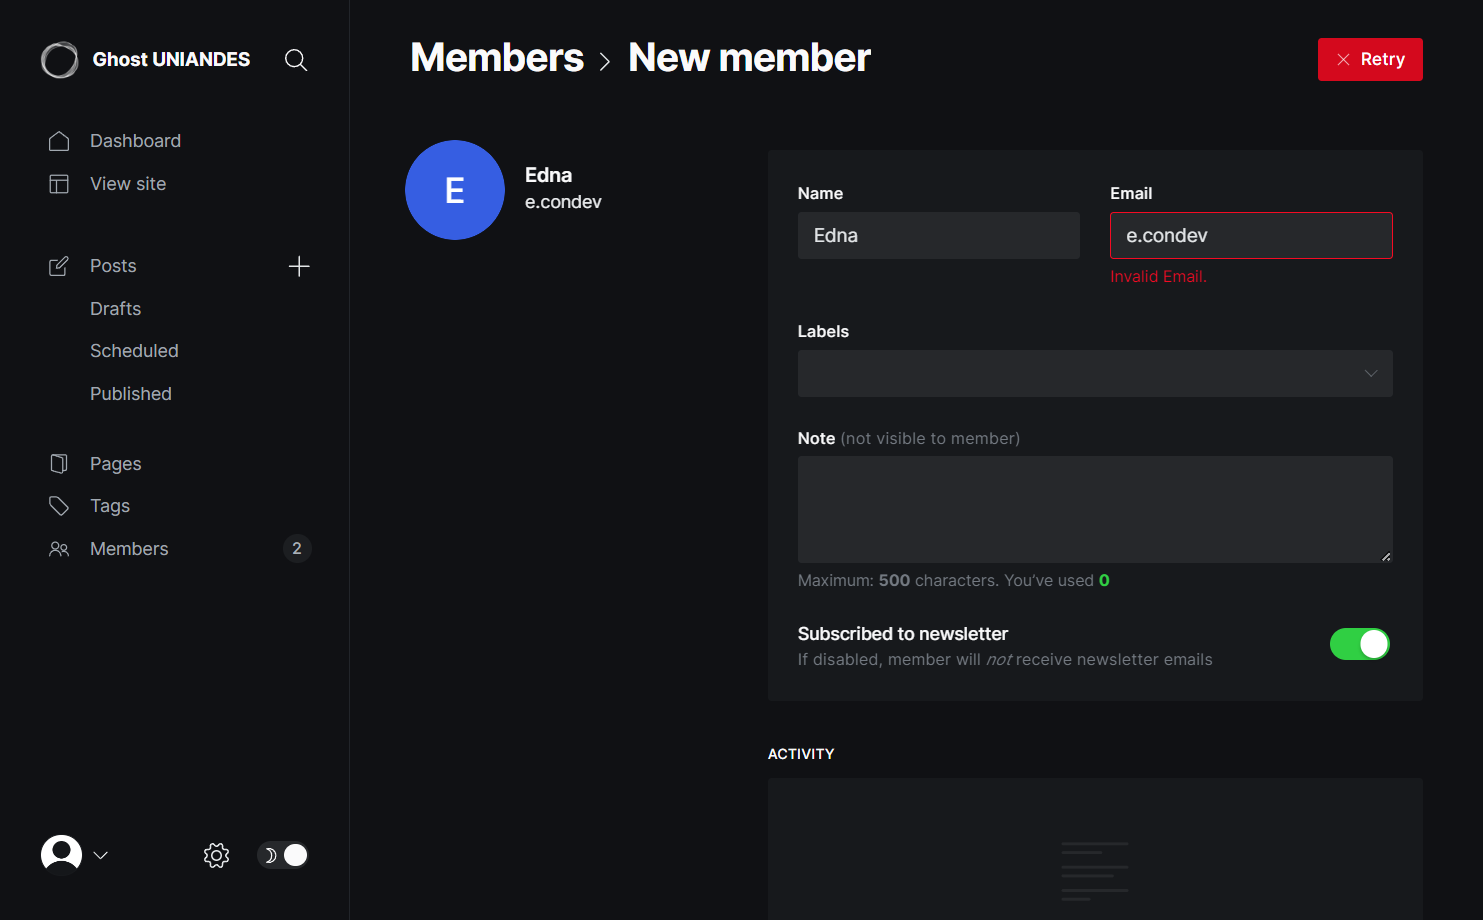 Ghost UNIANDES
Dashboard
View site
Posts
Drafts
Scheduled
Published
Pages
Tags
Members 2
Members > New member
Retry
E
Edna
e.condev
Name
Edna
Email
e.condev
Invalid Email.
Labels
Note (not visible to member)
Maximum: 500 characters. You’ve used 0
Subscribed to newsletter
If disabled, member will not receive newsletter emails
ACTIVITY